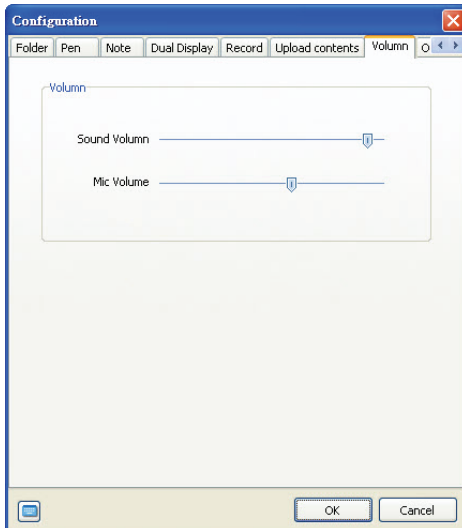 Configuration
Folder Pen Note Dual Display Record Upload contents Volumn O
Volumn
Sound Volumn
Mic Volume
OK Cancel